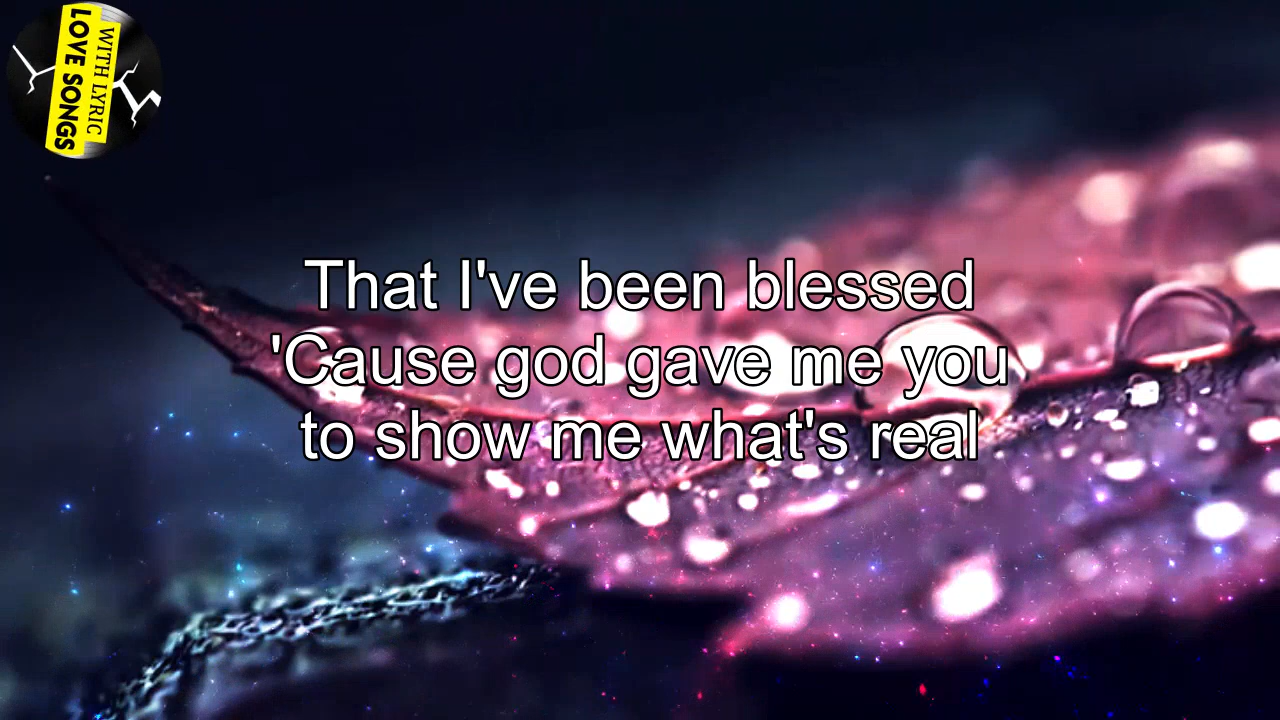 WITH LYRIC
LOVE SONGS
That I've been blessed
'Cause god gave me you
to show me what's real